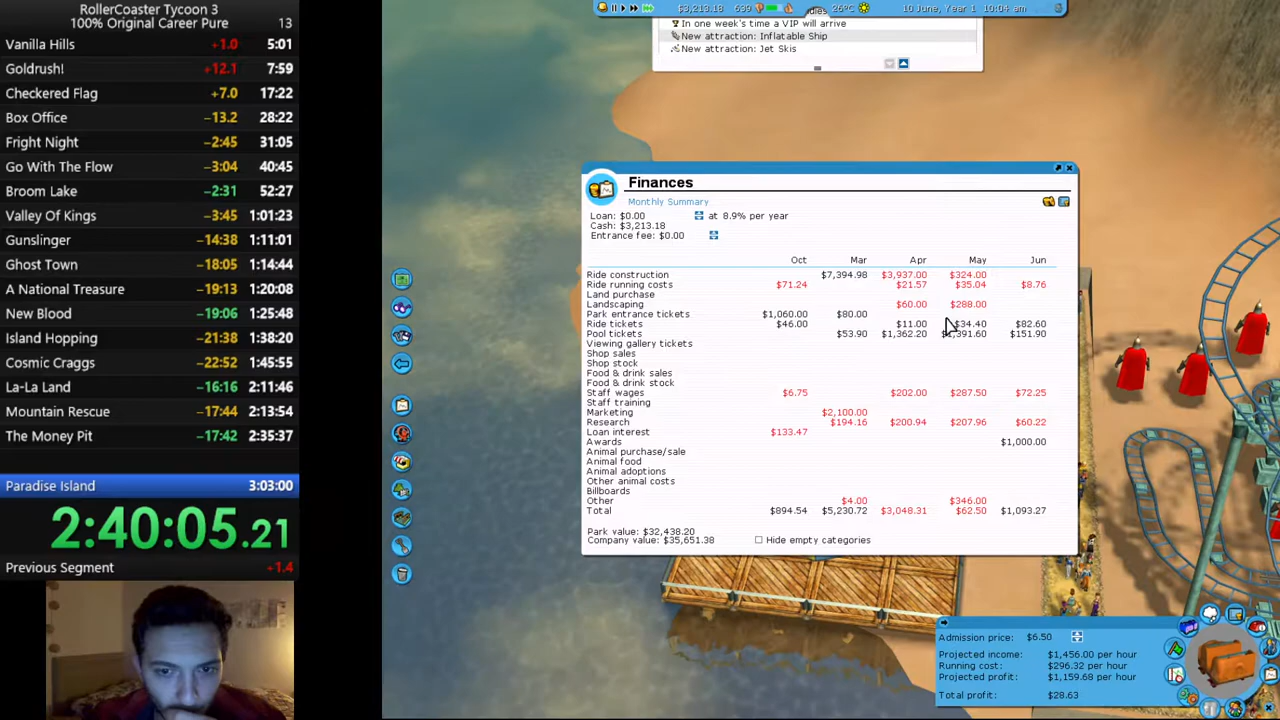 RollerCoaster Tycoon 3
100% Original Career Pure 13
Vanilla Hills +1.0 5:01
Goldrush! +12.1 7:59
Checkered Flag +7.0 17:22
Box Office −13.2 28:22
Fright Night −2:45 31:05
Go With The Flow −3:04 40:45
Broom Lake −2:31 52:27
Valley Of Kings −3:45 1:01:23
Gunslinger −14:38 1:11:01
Ghost Town −18:05 1:14:44
A National Treasure −19:13 1:20:08
New Blood −19:06 1:25:48
Island Hopping −21:38 1:38:20
Cosmic Craggs −22:23 1:45:55
La-La Land −16:16 2:11:46
Mountain Rescue −17:44 2:13:54
The Money Pit −17:42 2:35:37
Paradise Island 3:03:00
2:40:05.21
Previous Segment +1.4
$3,213.18 639 26°C 10 June, Year 1 10:04 am
In one week's time a VIP will arrive
New attraction: Inflatable Ship
New attraction: Jet Skis
Finances
Monthly Summary
Loan: $0.00 at 8.9% per year
Cash: $3,213.18
Entrance fee: $0.00
Oct Mar Apr May Jun
Ride construction $7,394.98 $3,937.00 $324.00
Ride running costs $71.24 $21.57 $35.04 $8.76
Land purchase
Landscaping $60.00 $288.00
Park entrance tickets $1,060.00 $80.00
Ride tickets $46.00 $11.00 $34.40 $82.60
Pool tickets $53.90 $1,362.20 $1,391.60 $151.90
Viewing gallery tickets
Shop sales
Shop stock
Food & drink sales
Food & drink stock
Staff wages $6.75 $202.00 $287.50 $72.25
Staff training
Marketing $2,100.00
Research $194.16 $200.94 $207.96 $60.22
Loan interest $133.47
Awards $1,000.00
Animal purchase/sale
Animal food
Animal adoptions
Other animal costs
Billboards
Other $4.00 $346.00
Total $894.54 $5,230.72 $3,048.31 $62.50 $1,093.27
Park value: $32,438.20
Company value: $35,651.38 Hide empty categories
Admission price: $6.50
Projected income: $1,456.00 per hour
Running cost: $296.32 per hour
Projected profit: $1,159.68 per hour
Total profit: $28.63